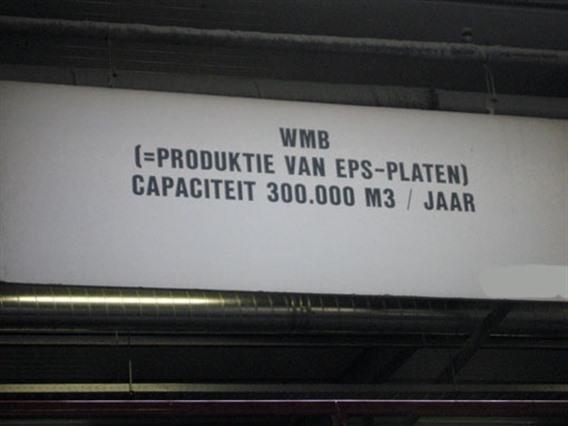 WMB
(=PRODUKTIE VAN EPS-PLATEN)
CAPACITEIT 300.000 M3 / JAAR